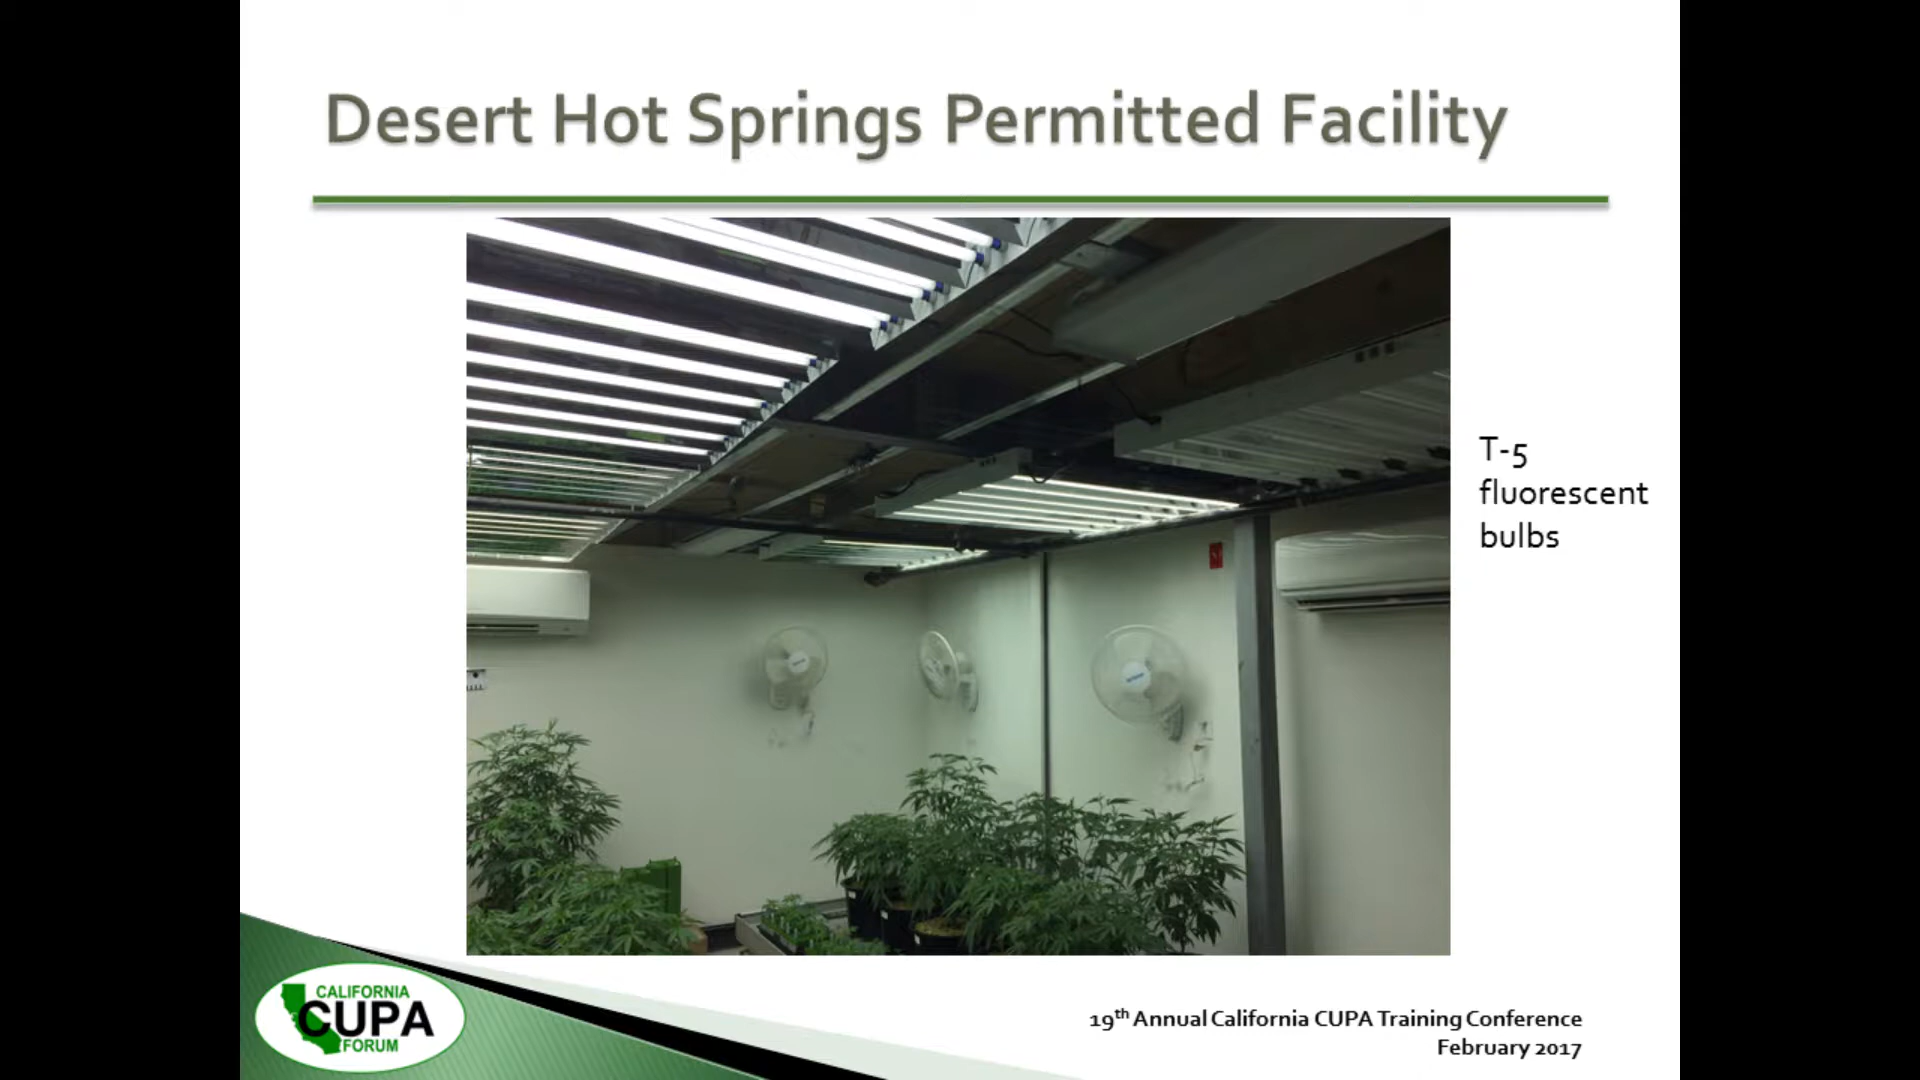 Desert Hot Springs Permitted Facility
T-5
fluorescent
bulbs
CALIFORNIA
CUPA
FORUM
19th Annual California CUPA Training Conference
February 2017